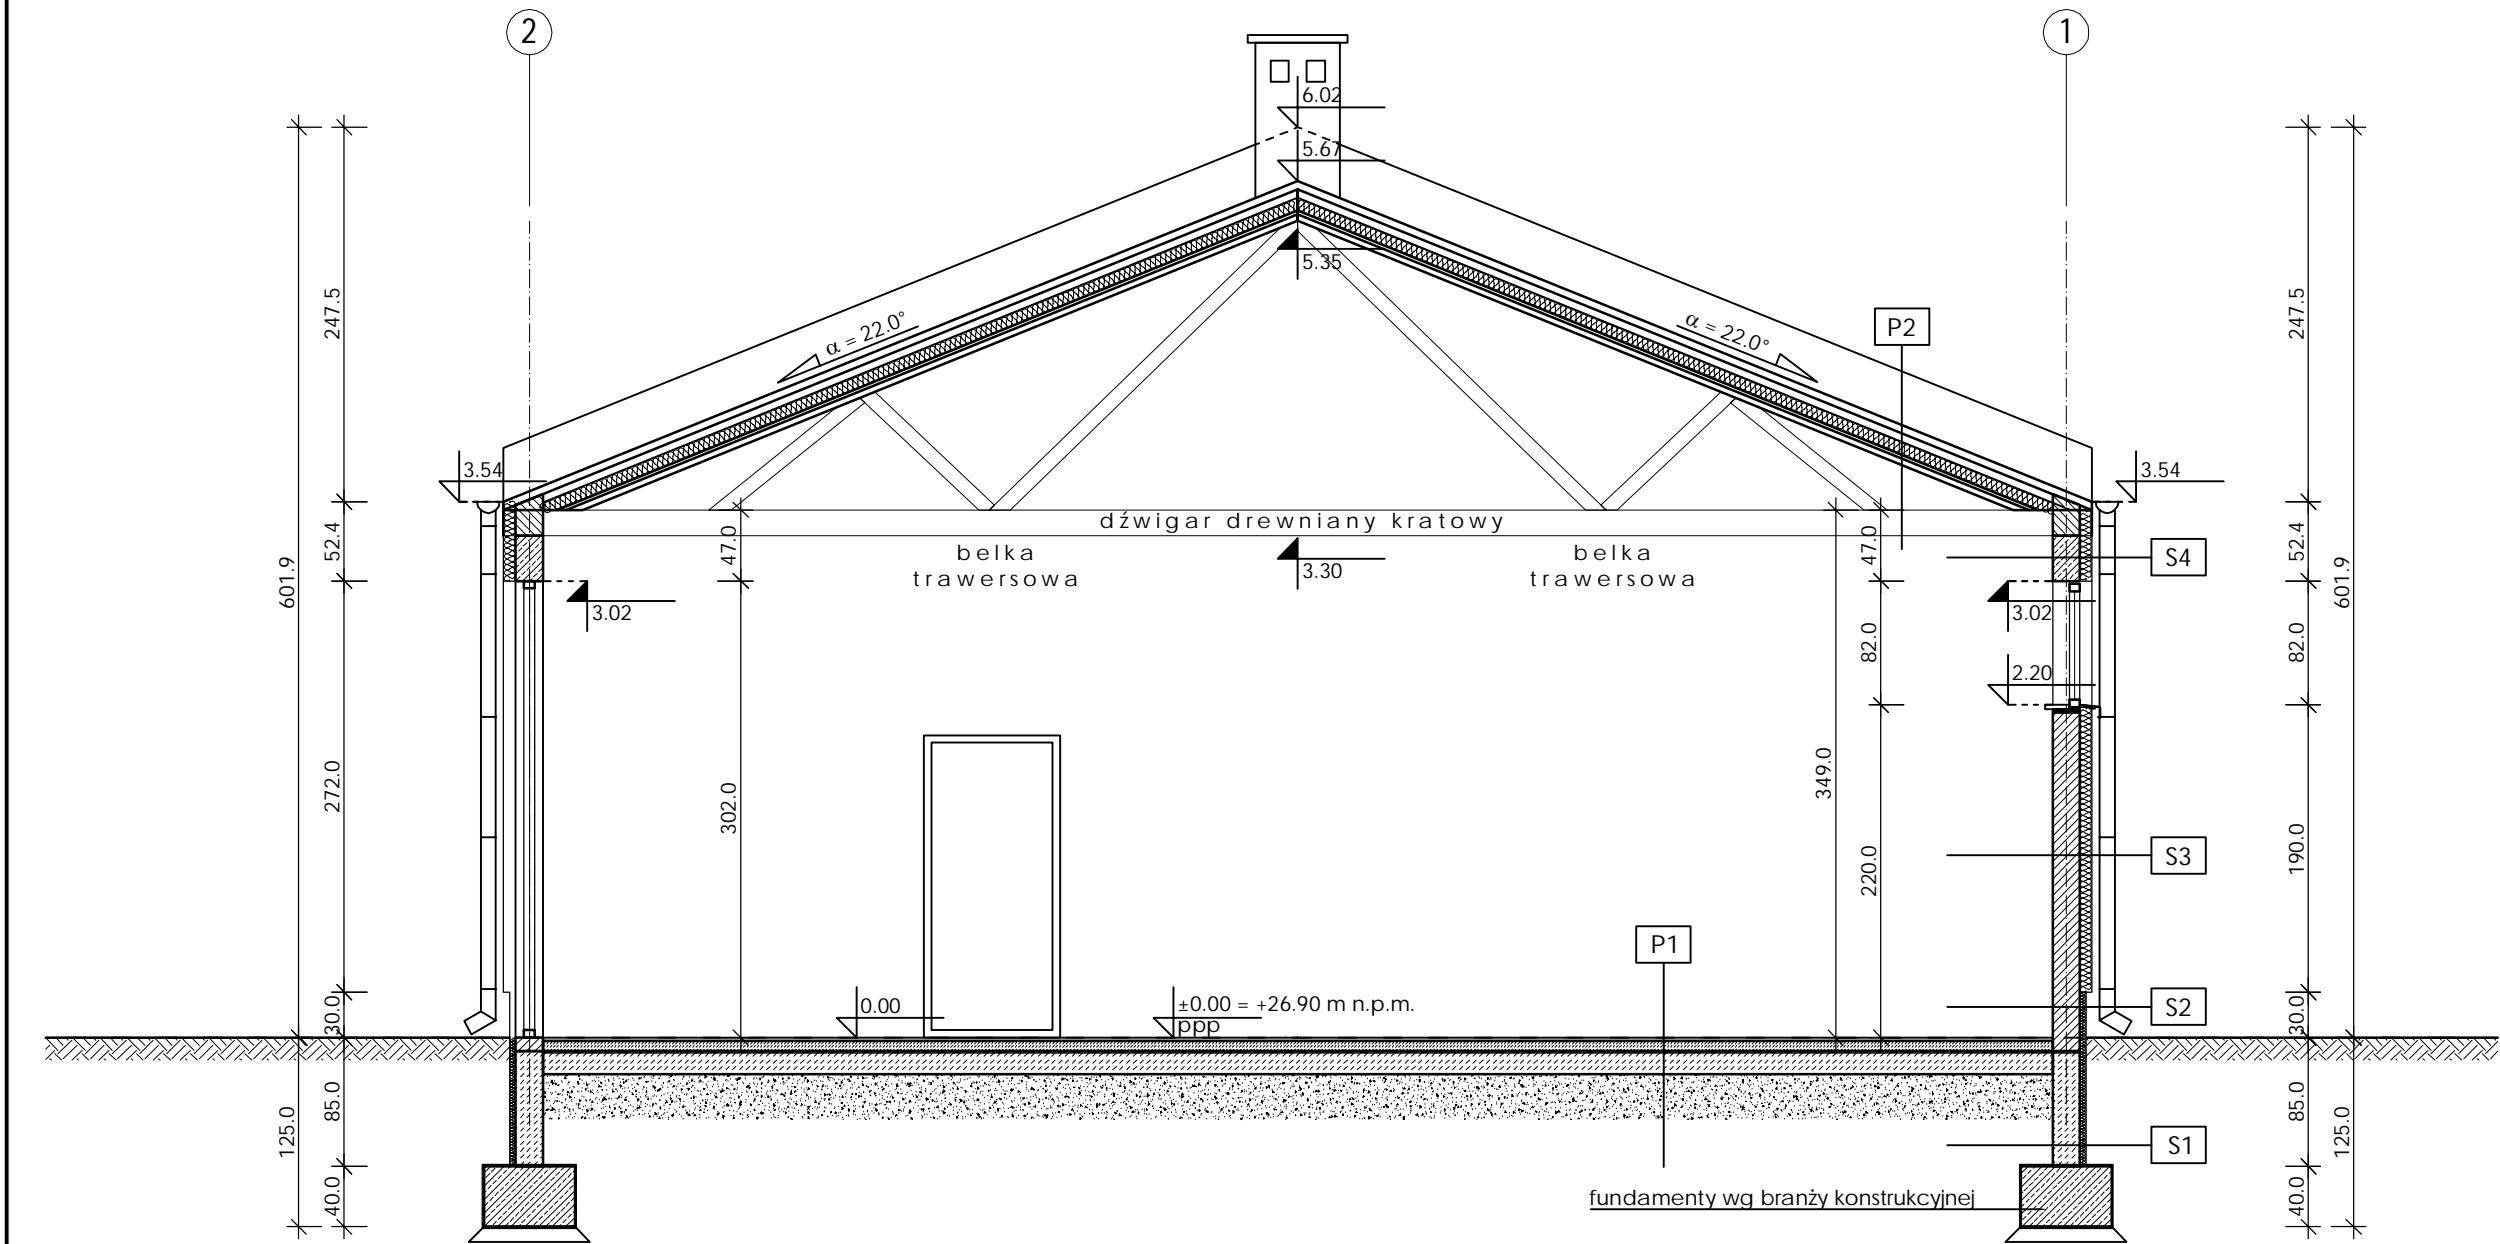 2
1
6.02
5.67
5.35
α = 22.0°
α = 22.0°
P2
3.54
3.54
247.5
247.5
dźwigar drewniany kratowy
belka
trawersowa
belka
trawersowa
3.30
3.02
3.02
2.20
S4
S3
S2
S1
601.9
52.4
272.0
30.0
125.0
85.0
40.0
47.0
302.0
349.0
47.0
82.0
220.0
52.4
82.0
190.0
30.0
85.0
40.0
601.9
125.0
P1
0.00
±0.00 = +26.90 m n.p.m.
ppp
fundamenty wg branży konstrukcyjnej